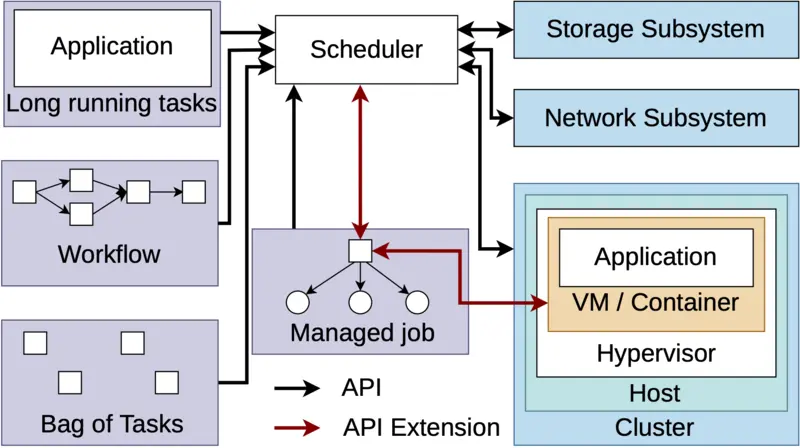 Application
Long running tasks
Scheduler
Storage Subsystem
Network Subsystem
Workflow
Managed job
Bag of Tasks
Application
VM / Container
Hypervisor
Host
Cluster
API
API Extension